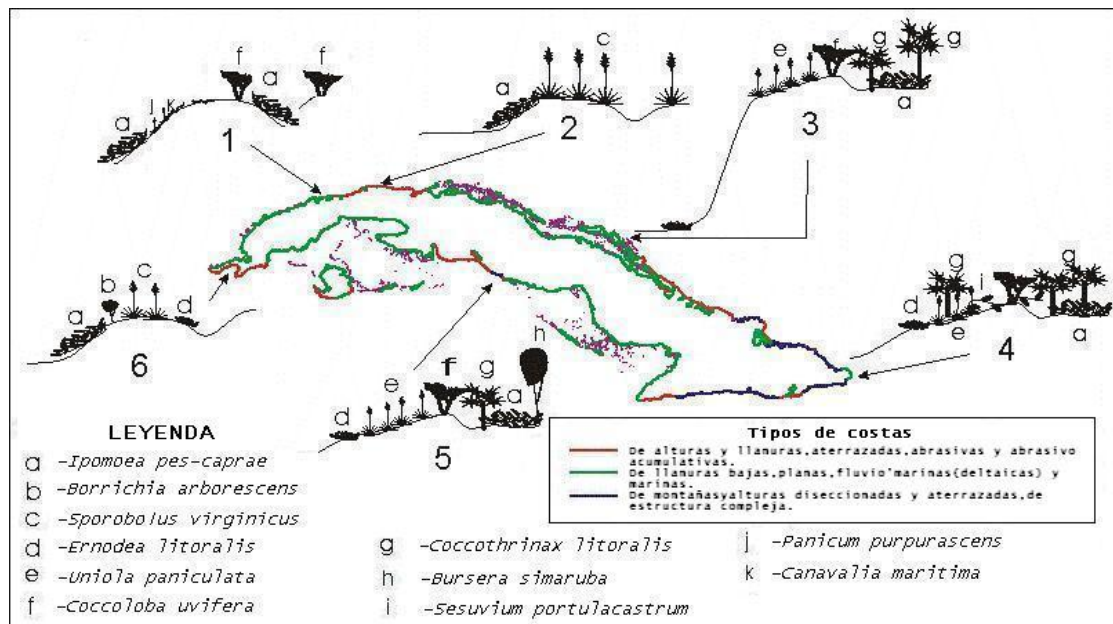 f
f
a
j
k
a
1
c
a
2
e
f
g
g
a
3
g
i
g
d
e
a
4
b
c
d
a
6
h
f
g
e
a
d
5
LEYENDA
a -Ipomoea pes-caprae
b -Borrichia arborescens
c -Sporobolus virginicus
d -Ernodea litoralis
e -Uniola paniculata
f -Coccoloba uvifera
g -Coccothrinax litoralis
h -Bursera simaruba
i -Sesuvium portulacastrum
j -Panicum purpurascens
k -Canavalia maritima
Tipos de costas
De alturas y llanuras,aterrazadas,abrasivas y abrasivo
acumulativas.
De llanuras bajas,planas,fluvio'marinas(deltaicas) y
marinas.
De montañasyalturas diseccionadas y aterrazadas,de
estructura compleja.